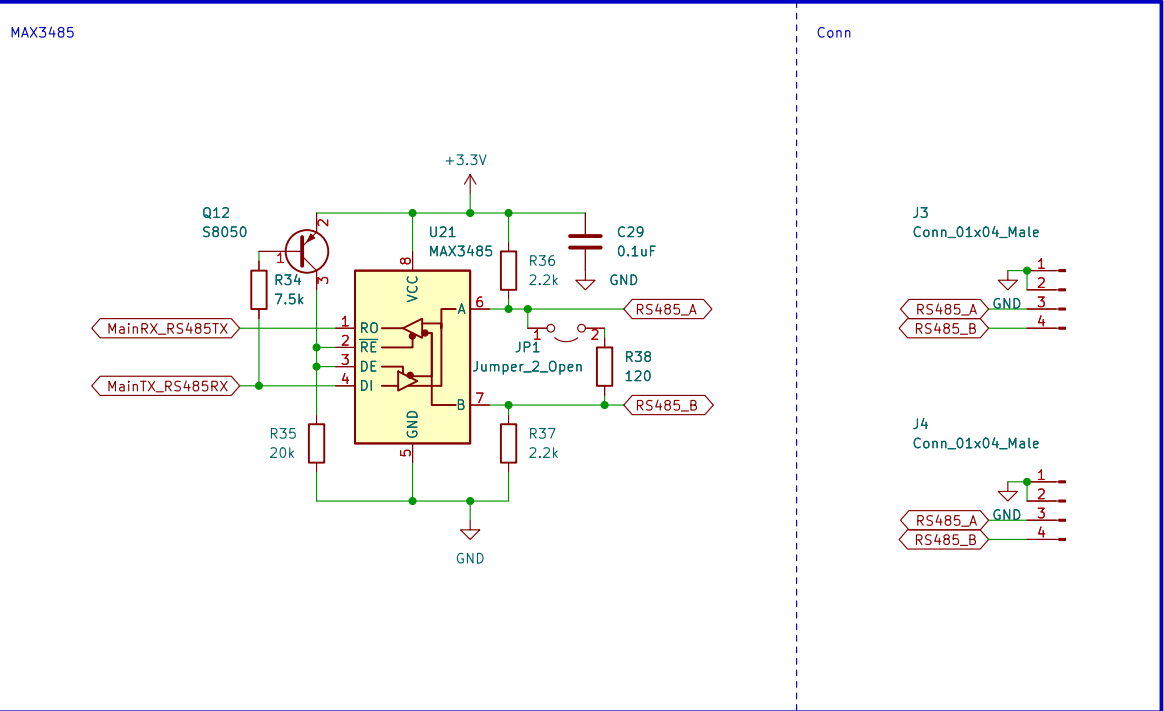 MAX3485
Conn
+3.3V
Q12
S8050
2
1
3
R34
7.5k
U21
MAX3485
8
VCC
R36
2.2k
C29
0.1uF
GND
MainRX_RS485TX
MainTX_RS485RX
1 RO
2 RE
3 DE
4 DI
A 6
B 7
GND
5
RS485_A
1 2
JP1
Jumper_2_Open
R38
120
RS485_B
R35
20k
R37
2.2k
GND
J3
Conn_01x04_Male
1
2
GND
RS485_A 3
RS485_B 4
J4
Conn_01x04_Male
1
2
GND
RS485_A 3
RS485_B 4